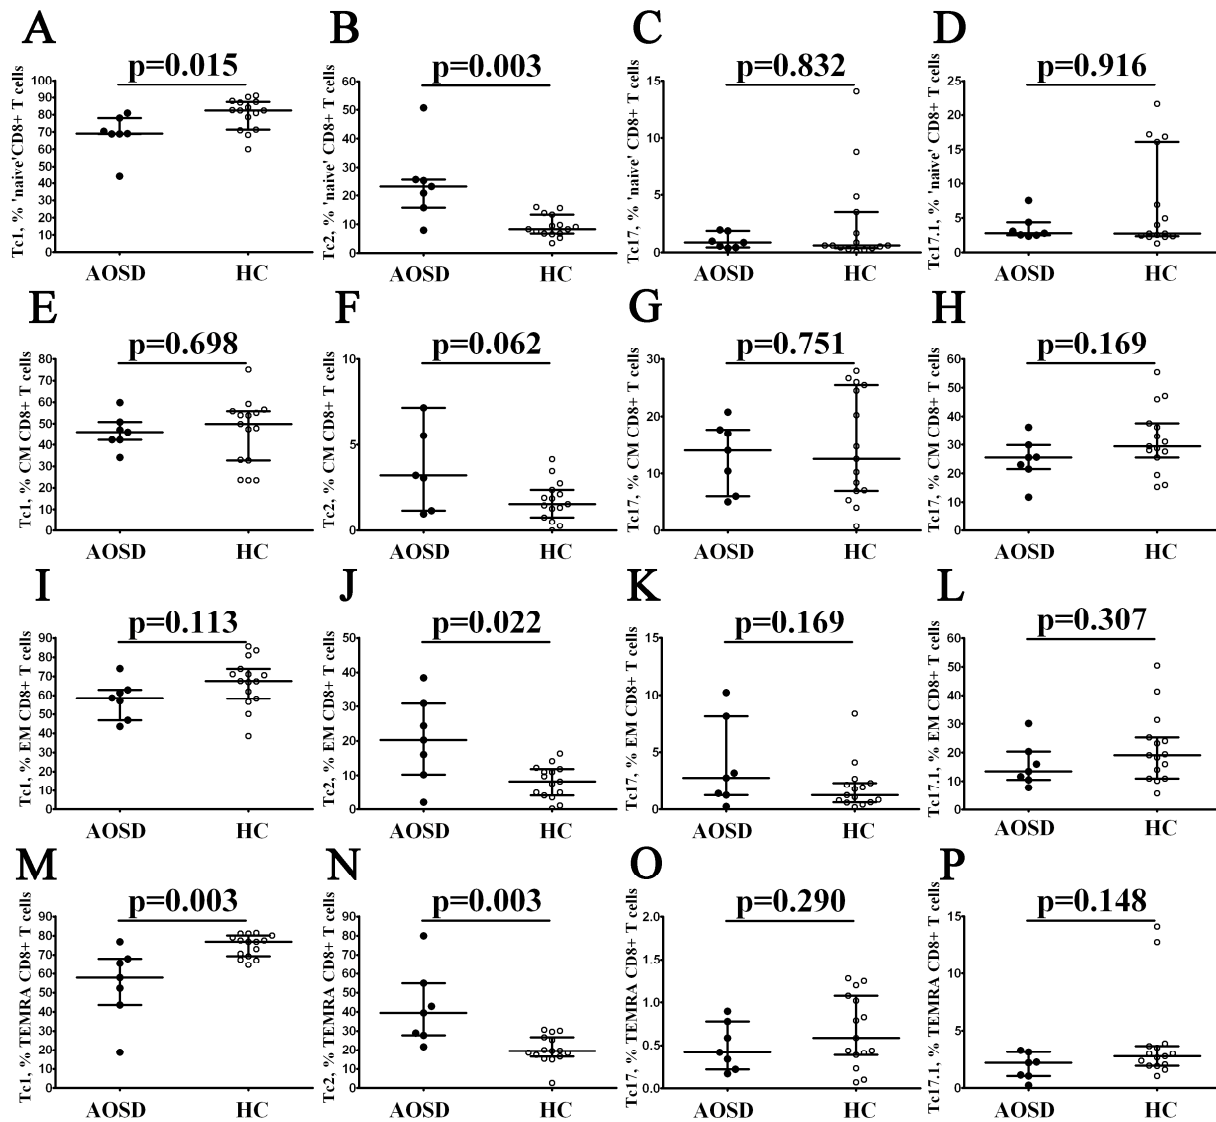 A
B
C
D
p=0.015
p=0.003
p=0.832
p=0.916
Tc1, % 'naive'CD8+ T cells
100
90
80
70
60
50
40
30
20
10
0
AOSD
HC
Tc2, % 'naive' CD8+ T cells
60
50
40
30
20
10
0
AOSD
HC
Tc17, % 'naive' CD8+ T cells
15
10
5
0
AOSD
HC
Tc17.1, % 'naive' CD8+ T cells
25
20
15
10
5
0
AOSD
HC
E
F
G
H
p=0.698
p=0.062
p=0.751
p=0.169
Tc1, % CM CD8+ T cells
80
70
60
50
40
30
20
10
0
AOSD
HC
Tc2, % CM CD8+ T cells
10
5
0
AOSD
HC
Tc17, % CM CD8+ T cells
30
20
10
0
AOSD
HC
Tc17.1, % CM CD8+ T cells
60
50
40
30
20
10
0
AOSD
HC
I
J
K
L
p=0.113
p=0.022
p=0.169
p=0.307
Tc1, % EM CD8+ T cells
90
80
70
60
50
40
30
20
10
0
AOSD
HC
Tc2, % EM CD8+ T cells
50
40
30
20
10
0
AOSD
HC
Tc17, % EM CD8+ T cells
15
10
5
0
AOSD
HC
Tc17.1, % EM CD8+ T cells
60
50
40
30
20
10
0
AOSD
HC
M
N
O
P
p=0.003
p=0.003
p=0.290
p=0.148
Tc1, % TEMRA CD8+ T cells
90
80
70
60
50
40
30
20
10
0
AOSD
HC
Tc2, % TEMRA CD8+ T cells
90
80
70
60
50
40
30
20
10
0
AOSD
HC
Tc17, % TEMRA CD8+ T cells
2.0
1.5
1.0
0.5
0.0
AOSD
HC
Tc17.1, % TEMRA CD8+ T cells
15
10
5
0
AOSD
HC